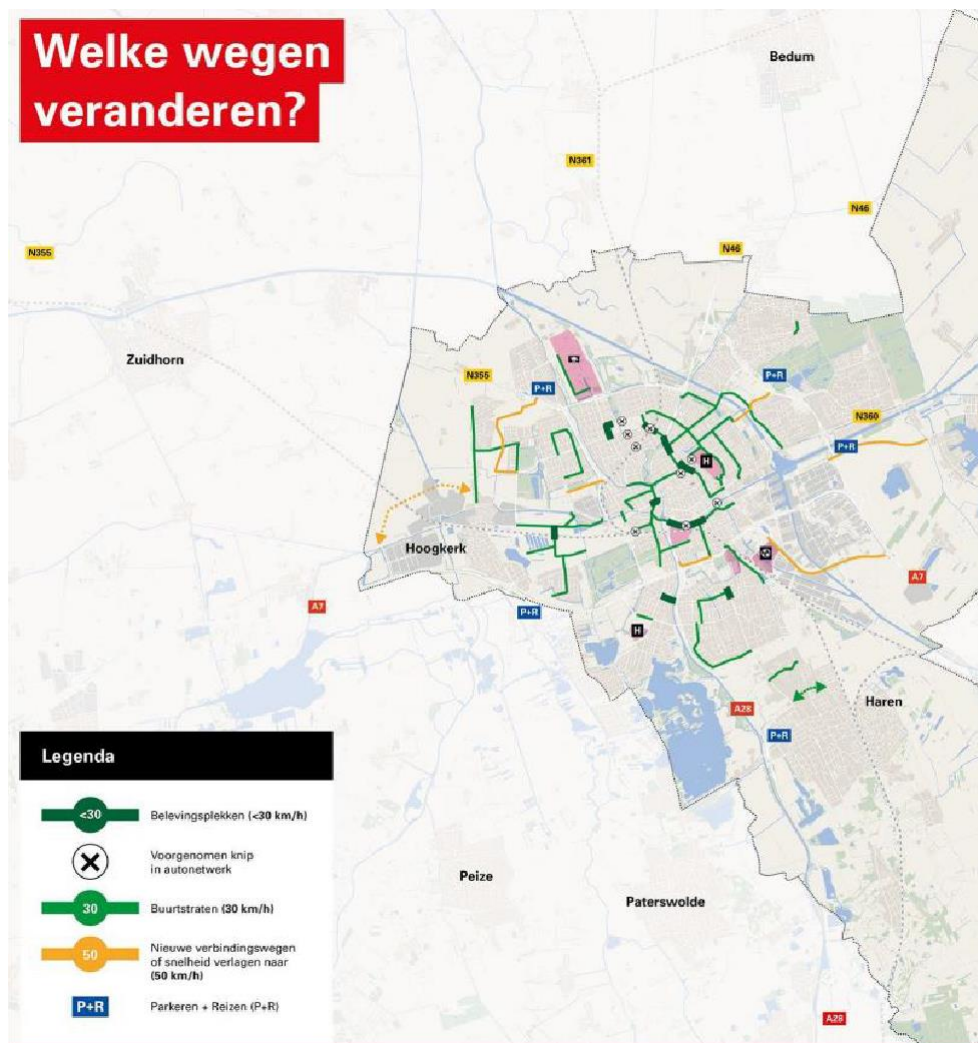 Welke wegen
veranderen?
Bedum
N361
N46
N355
N46
Zuidhorn
N355
P+R
P+R
N360
P+R
H
Hoogkerk
A7
A7
P+R
H
Haren
A28
P+R
Legenda
<30 Belevingsplekken (<30 km/h)
Voorgenomen knip
in autonetwerk
30 Buurtstraten (30 km/h)
50 Nieuwe verbindingswegen
of snelheid verlagen naar
(50 km/h)
P+R Parkeren + Reizen (P+R)
Peize
Paterswolde
A28